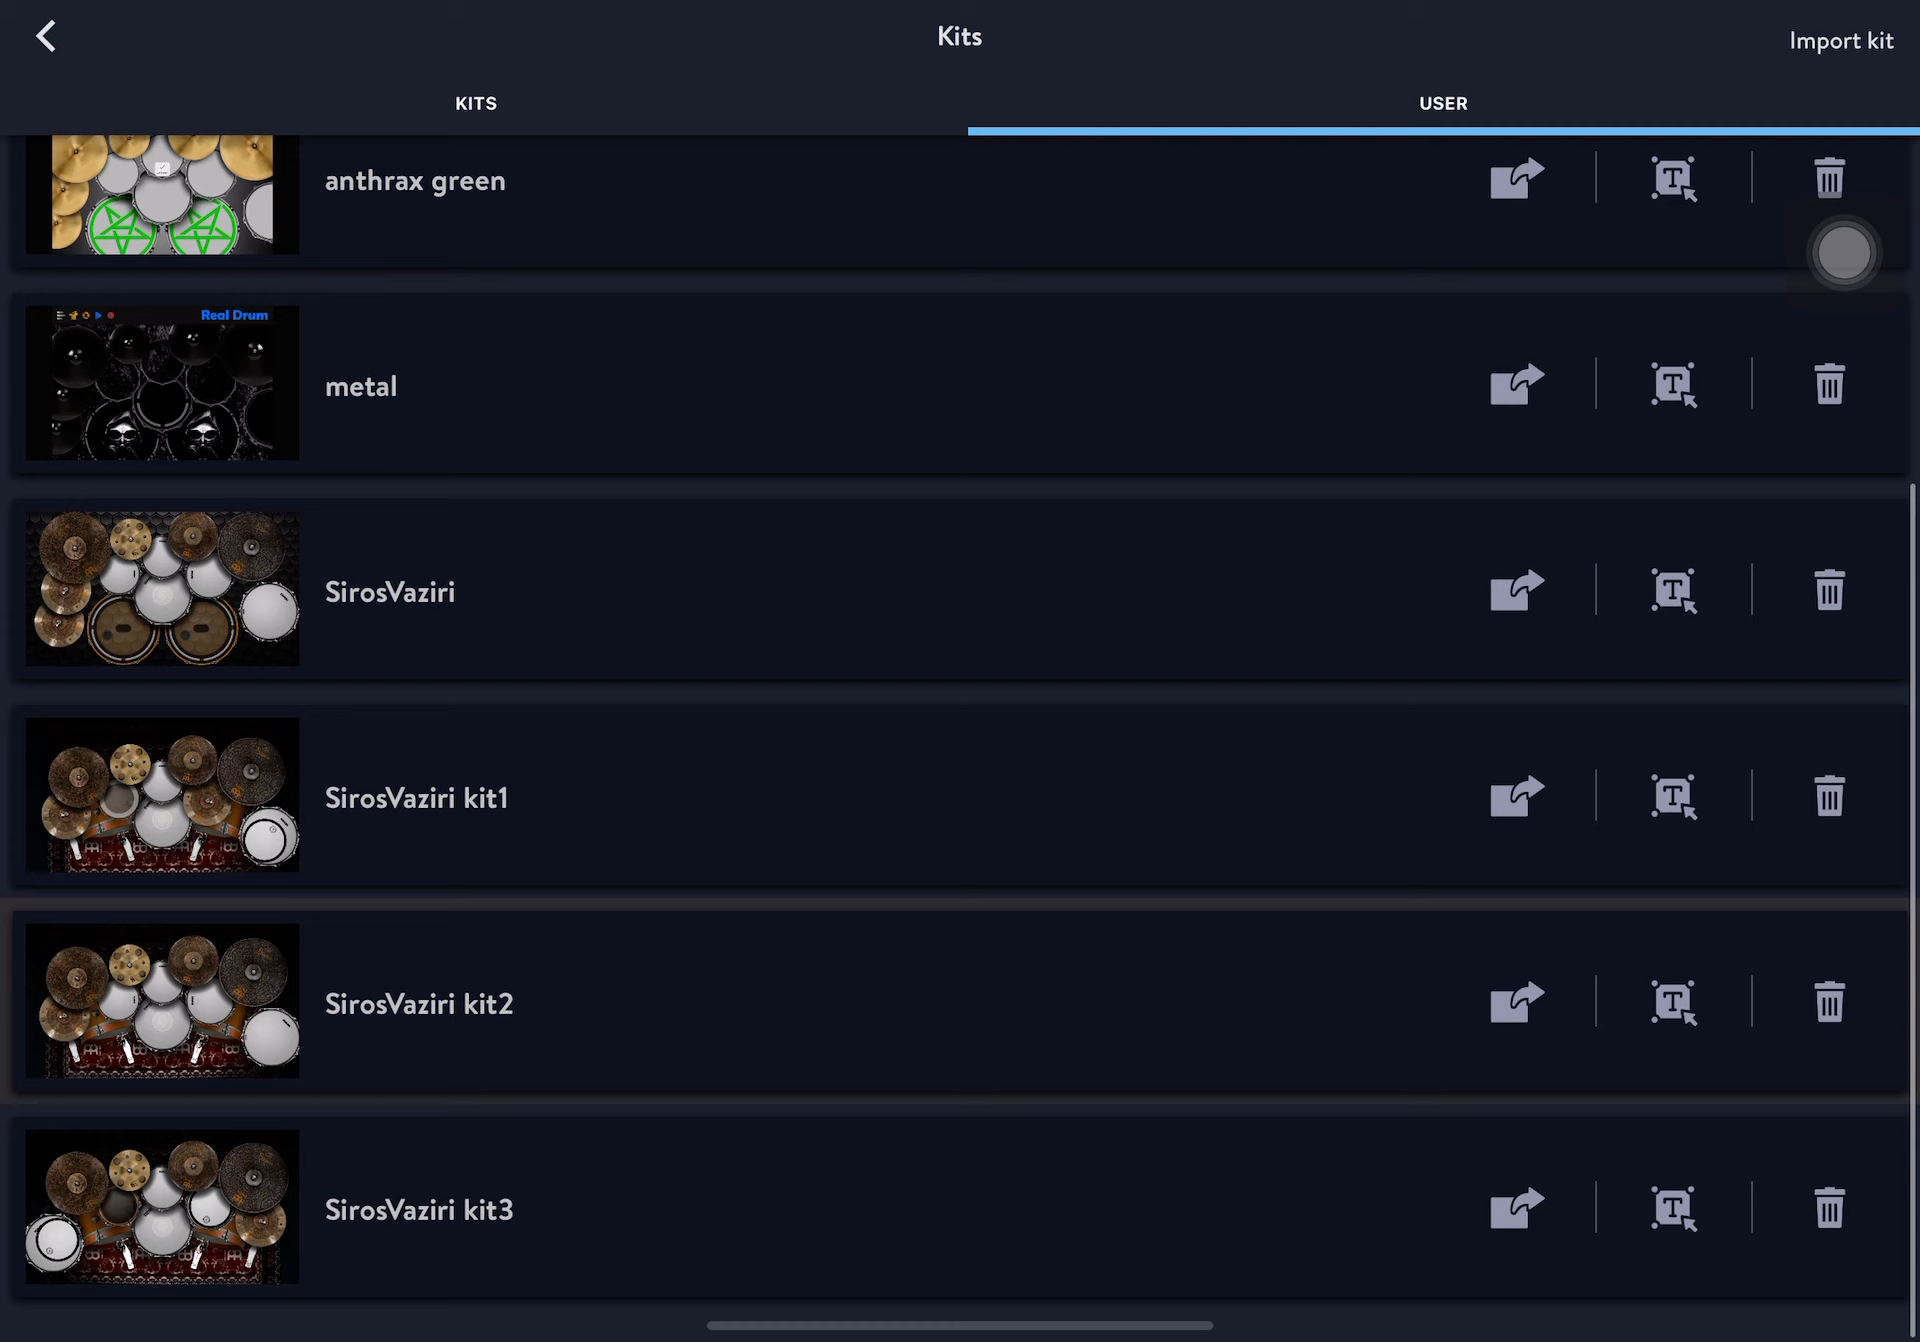 Kits
Import kit
KITS
USER
anthrax green
Real Drum
metal
SirosVaziri
SirosVaziri kit1
SirosVaziri kit2
SirosVaziri kit3